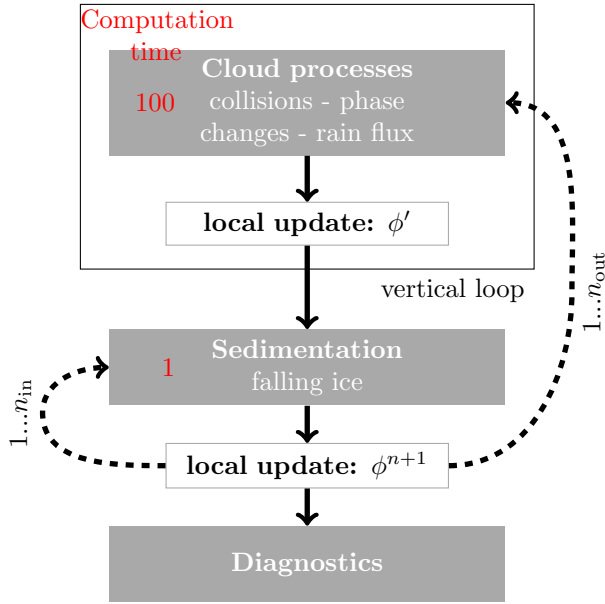 Computation
time
Cloud processes
100
collisions - phase
changes - rain flux
local update: ϕ′
vertical loop
1...n_out
Sedimentation
1
falling ice
1...n_in
local update: ϕⁿ⁺¹
Diagnostics